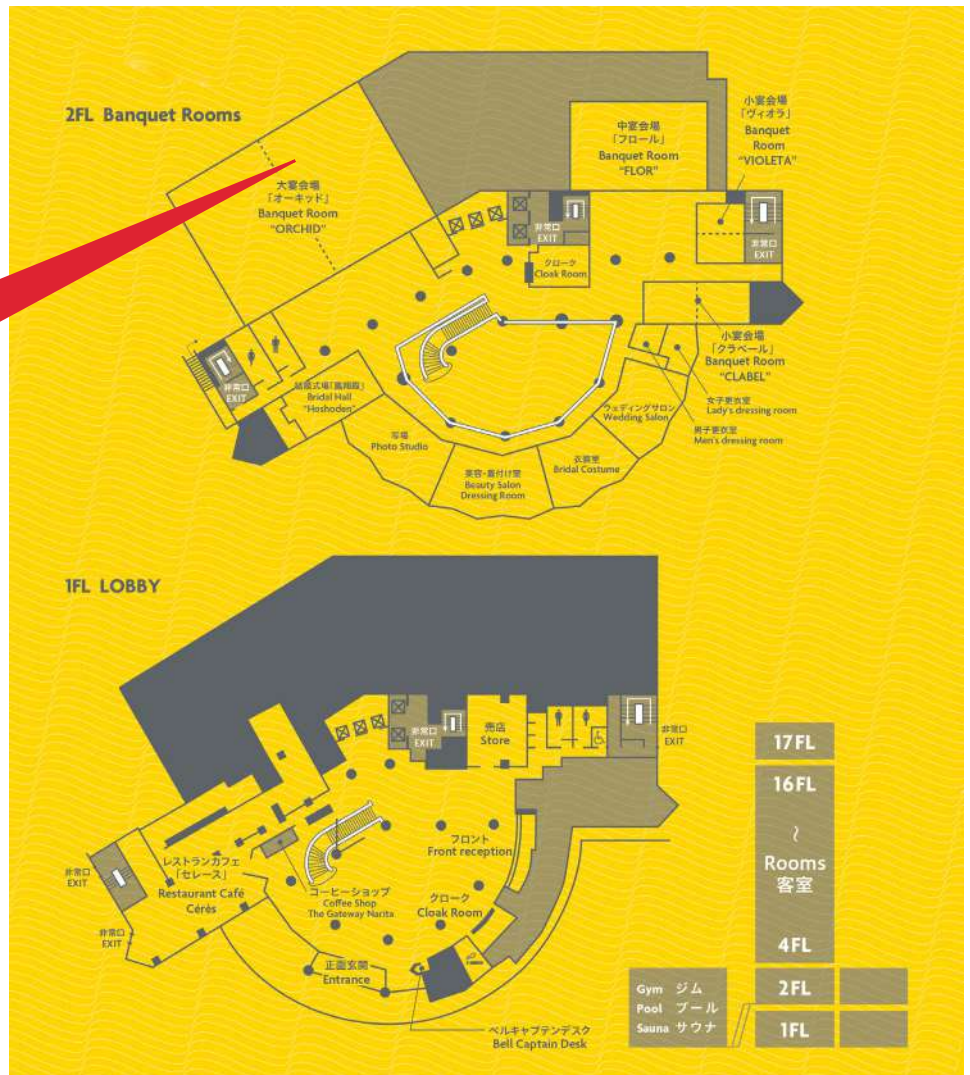 2FL Banquet Rooms
大宴会場
「オーキッド」
Banquet Room
"ORCHID"
中宴会場
「フロール」
Banquet Room
"FLOR"
小宴会場
「ヴィオラ」
Banquet
Room
"VIOLETA"
非常口
EXIT
クローク
Cloak Room
非常口
EXIT
小宴会場
「クラベール」
Banquet Room
"CLABEL"
女子更衣室
Lady's dressing room
男子更衣室
Men's dressing room
ウェディングサロン
Wedding Salon
衣裳室
Bridal Costume
美容・着付け室
Beauty Salon
Dressing Room
写場
Photo Studio
Bridal Hall
"Hoshoden"
非常口
EXIT
1FL LOBBY
非常口
EXIT
売店
Store
非常口
EXIT
フロント
Front reception
クローク
Cloak Room
コーヒーショップ
Coffee Shop
The Gateway Narita
レストランカフェ
「セレース」
Restaurant Café
Cérès
非常口
EXIT
非常口
EXIT
正面玄関
Entrance
ベルキャプテンデスク
Bell Captain Desk
17FL
16FL
〜
Rooms
客室
4FL
2FL
1FL
Gym ジム
Pool プール
Sauna サウナ